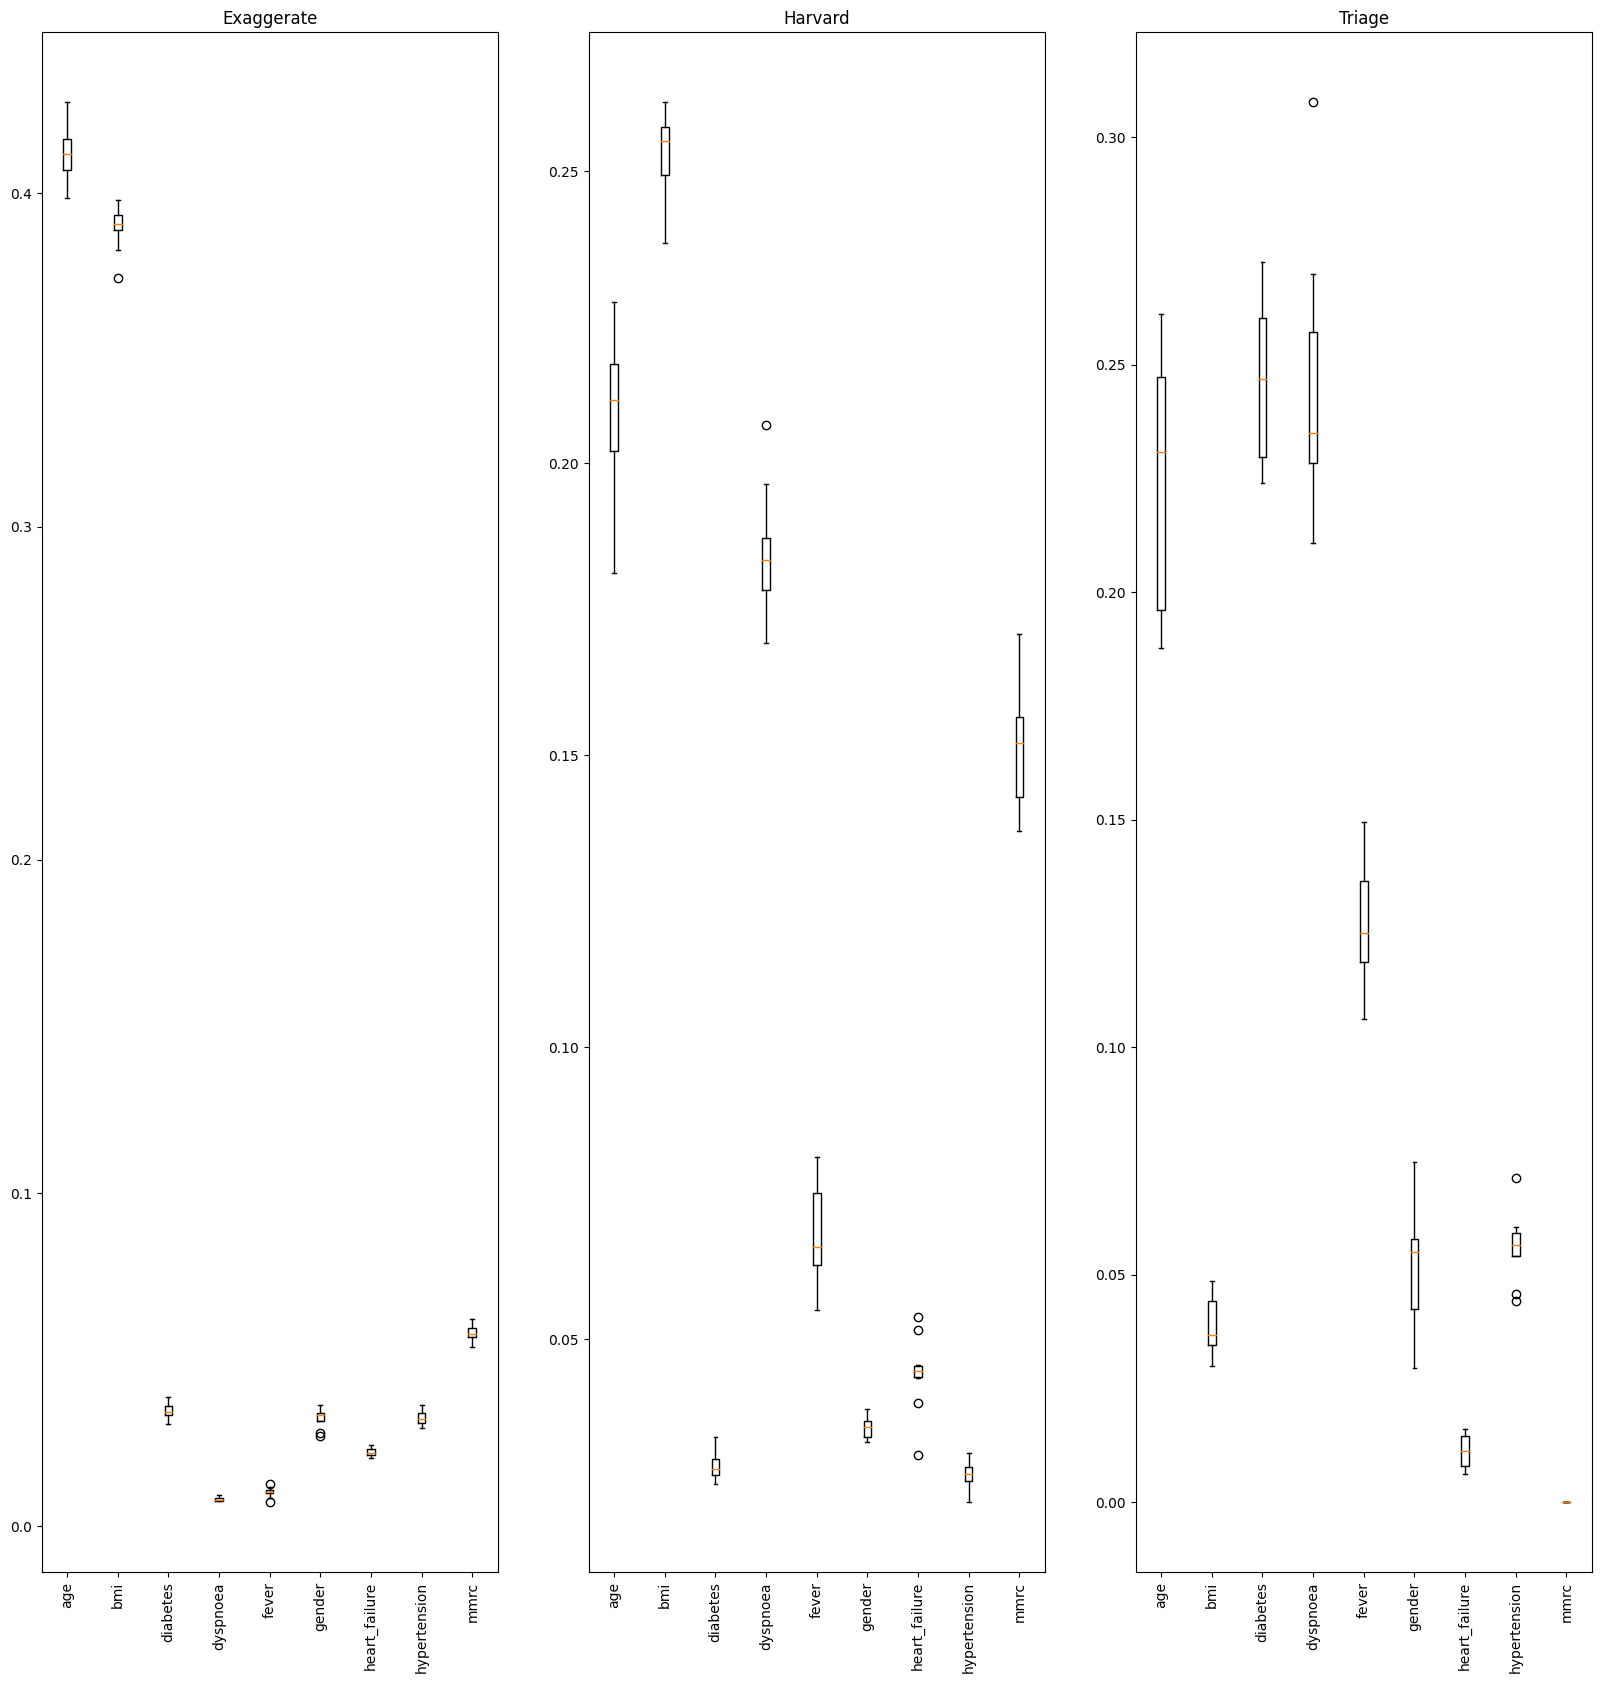 Exaggerate
0.4
0.3
0.2
0.1
0.0
age
bmi
diabetes
dyspnoea
fever
gender
heart_failure
hypertension
mmrc
Harvard
0.25
0.20
0.15
0.10
0.05
age
bmi
diabetes
dyspnoea
fever
gender
heart_failure
hypertension
mmrc
Triage
0.30
0.25
0.20
0.15
0.10
0.05
0.00
age
bmi
diabetes
dyspnoea
fever
gender
heart_failure
hypertension
mmrc